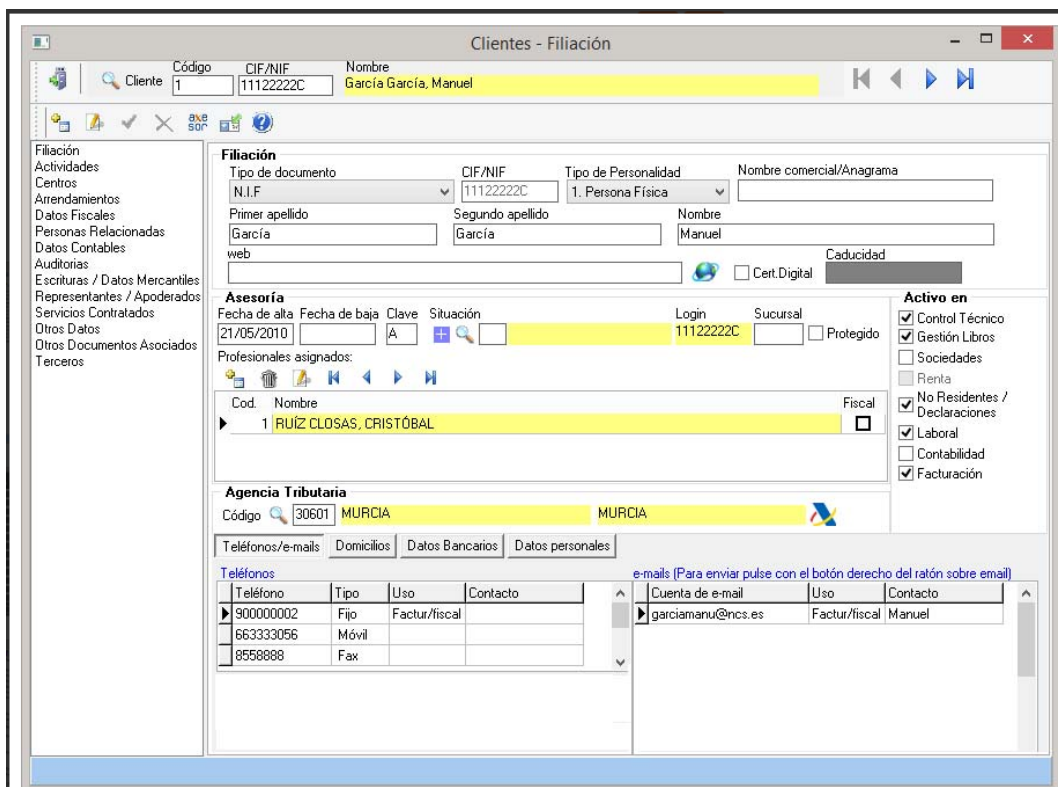 Clientes - Filiación
Cliente
Código
1
CIF/NIF
11122222C
Nombre
García García, Manuel
axe
sor
Filiación
Actividades
Centros
Arrendamientos
Datos Fiscales
Personas Relacionadas
Datos Contables
Auditorias
Escrituras / Datos Mercantiles
Representantes / Apoderados
Servicios Contratados
Otros Datos
Otros Documentos Asociados
Terceros
Filiación
Tipo de documento CIF/NIF Tipo de Personalidad Nombre comercial/Anagrama
N.I.F 11122222C 1. Persona Física
Primer apellido Segundo apellido Nombre
García García Manuel
web Caducidad
Cert.Digital
Asesoría
Fecha de alta Fecha de baja Clave Situación Login Sucursal
21/05/2010 A 11122222C Protegido
Profesionales asignados:
Cod. Nombre Fiscal
1 RUÍZ CLOSAS, CRISTÓBAL
Activo en
Control Técnico
Gestión Libros
Sociedades
Renta
No Residentes /
Declaraciones
Laboral
Contabilidad
Facturación
Agencia Tributaria
Código 30601 MURCIA MURCIA
Teléfonos/e-mails Domicilios Datos Bancarios Datos personales
Teléfonos
Teléfono Tipo Uso Contacto
900000002 Fijo Factur/fiscal
663333056 Móvil
8558888 Fax
e-mails (Para enviar pulse con el botón derecho del ratón sobre email)
Cuenta de e-mail Uso Contacto
garciamanu@ncs.es Factur/fiscal Manuel